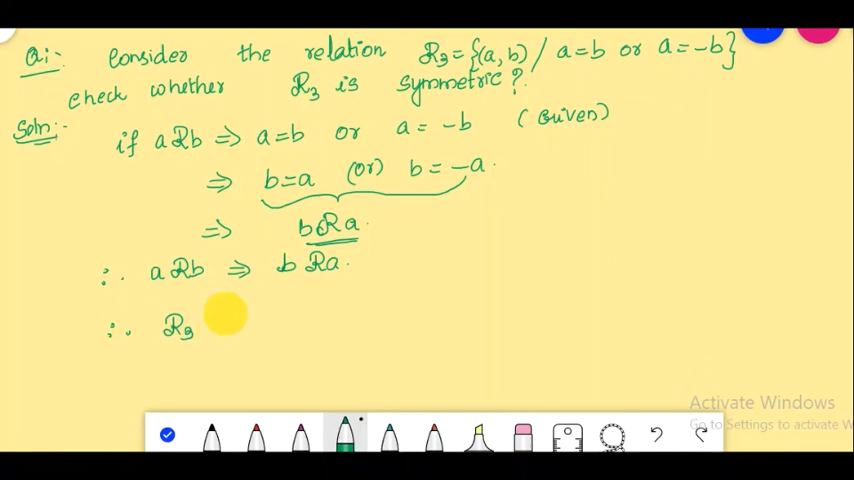 Qi:- Consider the relation R₃ = {(a, b) / a = b or a = -b}
check whether R₃ is symmetric?
Soln:- if aRb ⇒ a=b or a = -b (Given)
⇒ b=a (or) b = -a.
⇒ bRa.
∴ aRb ⇒ bRa.
∴ R₃
Activate Windows
Go to Settings to activate W